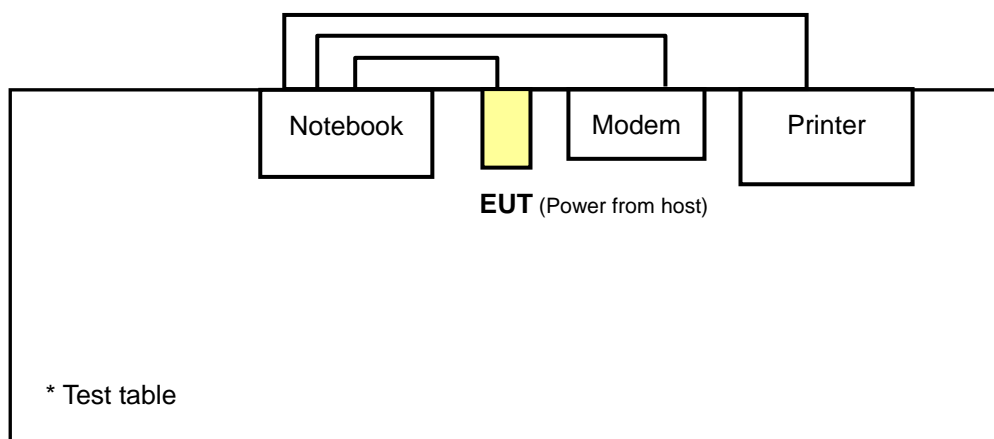 Notebook
Modem
Printer
EUT (Power from host)
* Test table